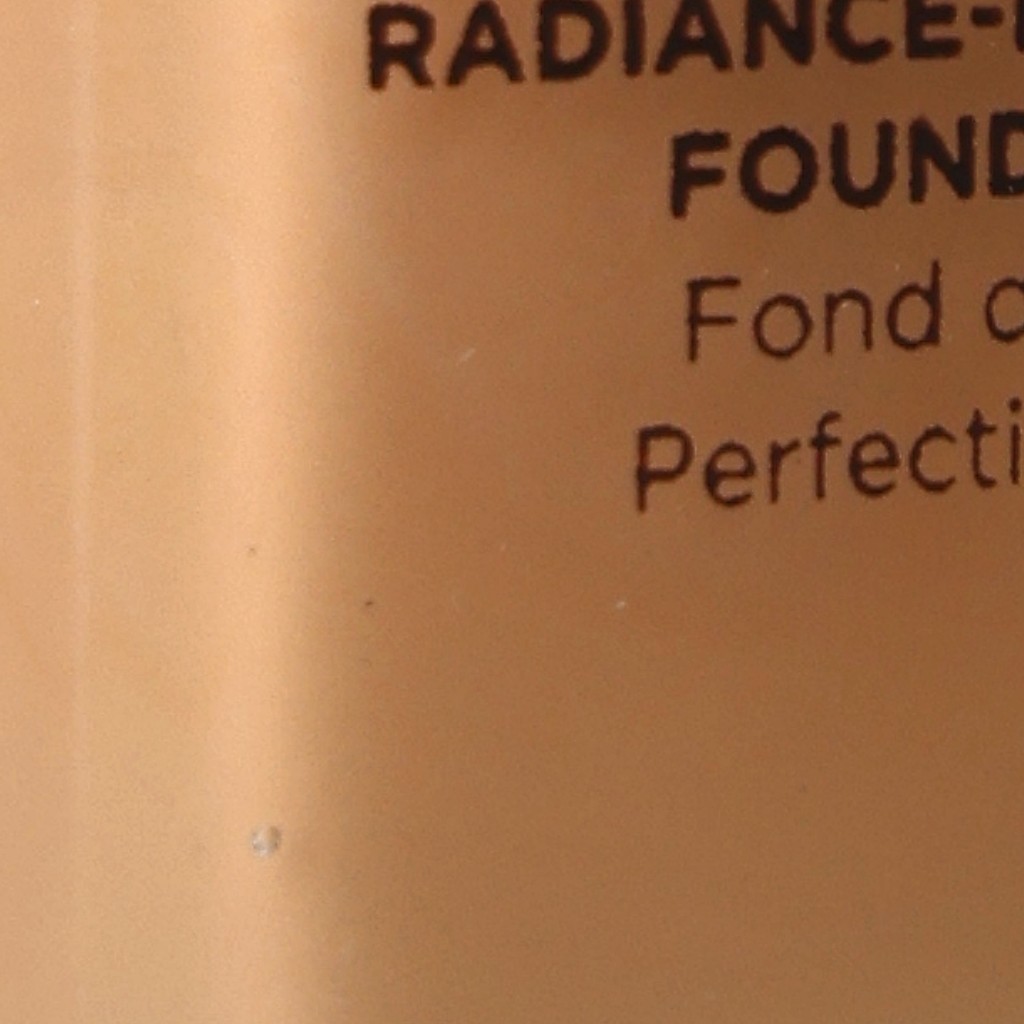 RADIANCE-
FOUND
Fond
Perfecti